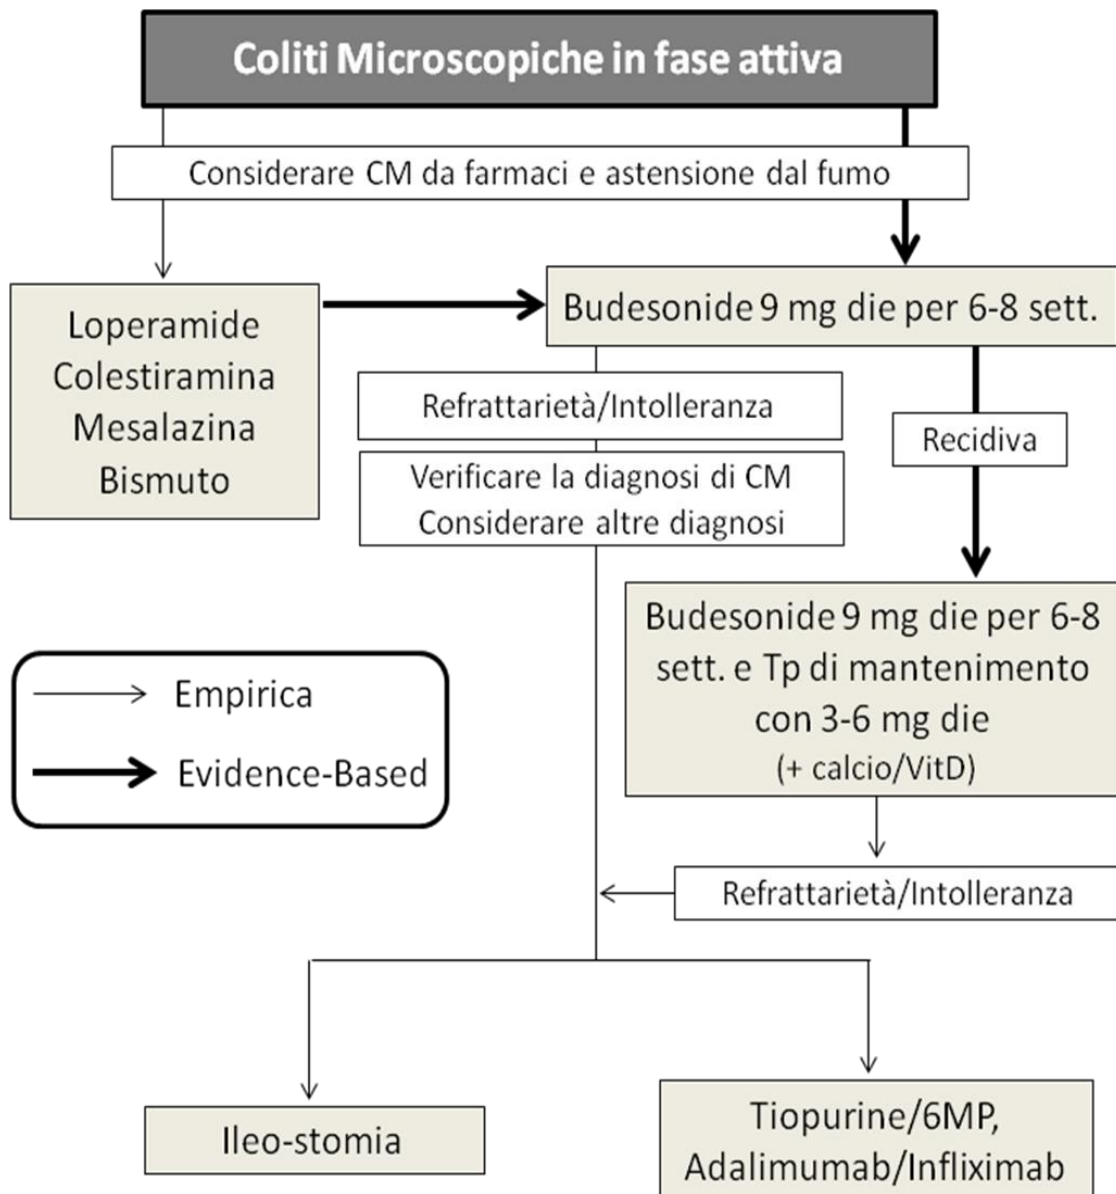 Coliti Microscopiche in fase attiva
Considerare CM da farmaci e astensione dal fumo
Loperamide
Colestiramina
Mesalazina
Bismuto
Budesonide 9 mg die per 6-8 sett.
Refrattarietà/Intolleranza
Recidiva
Verificare la diagnosi di CM
Considerare altre diagnosi
Budesonide 9 mg die per 6-8
sett. e Tp di mantenimento
con 3-6 mg die
(+ calcio/VitD)
Empirica
Evidence-Based
Refrattarietà/Intolleranza
Ileo-stomia
Tiopurine/6MP,
Adalimumab/Infliximab